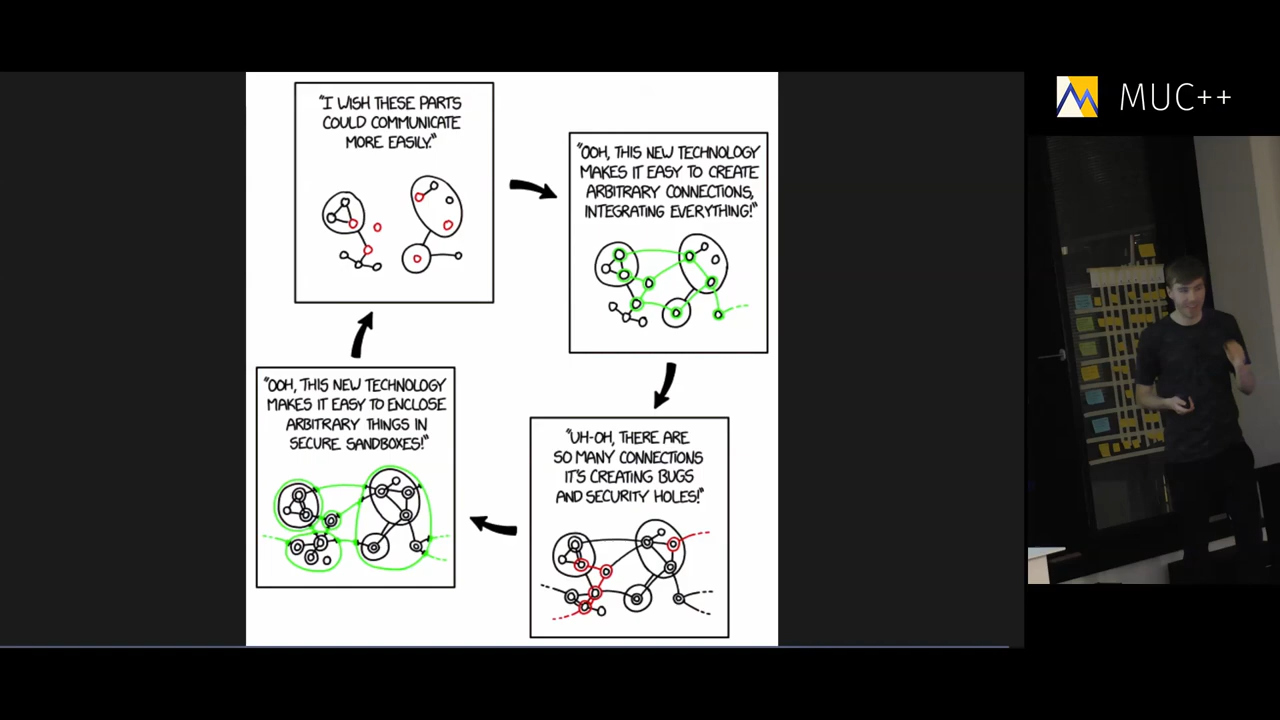 "I WISH THESE PARTS
COULD COMMUNICATE
MORE EASILY."
"OOH, THIS NEW TECHNOLOGY
MAKES IT EASY TO CREATE
ARBITRARY CONNECTIONS,
INTEGRATING EVERYTHING!"
"UH-OH, THERE ARE
SO MANY CONNECTIONS
IT'S CREATING BUGS
AND SECURITY HOLES!"
"OOH, THIS NEW TECHNOLOGY
MAKES IT EASY TO ENCLOSE
ARBITRARY THINGS IN
SECURE SANDBOXES!"
MUC++